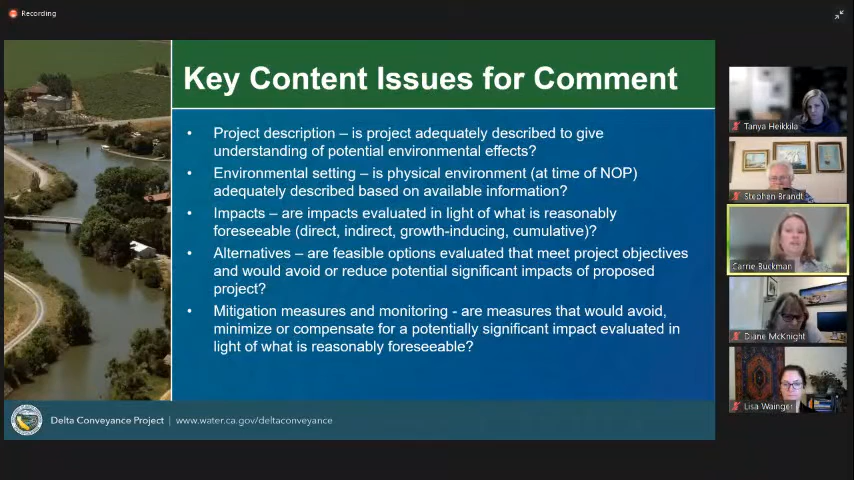 Recording
Key Content Issues for Comment
• Project description – is project adequately described to give
understanding of potential environmental effects?
• Environmental setting – is physical environment (at time of NOP)
adequately described based on available information?
• Impacts – are impacts evaluated in light of what is reasonably
foreseeable (direct, indirect, growth-inducing, cumulative)?
• Alternatives – are feasible options evaluated that meet project objectives
and would avoid or reduce potential significant impacts of proposed
project?
• Mitigation measures and monitoring - are measures that would avoid,
minimize or compensate for a potentially significant impact evaluated in
light of what is reasonably foreseeable?
Delta Conveyance Project | www.water.ca.gov/deltaconveyance
Tanya Heikkila
Stephen Brandt
Carrie Buckman
Diane McKnight
Lisa Wainger